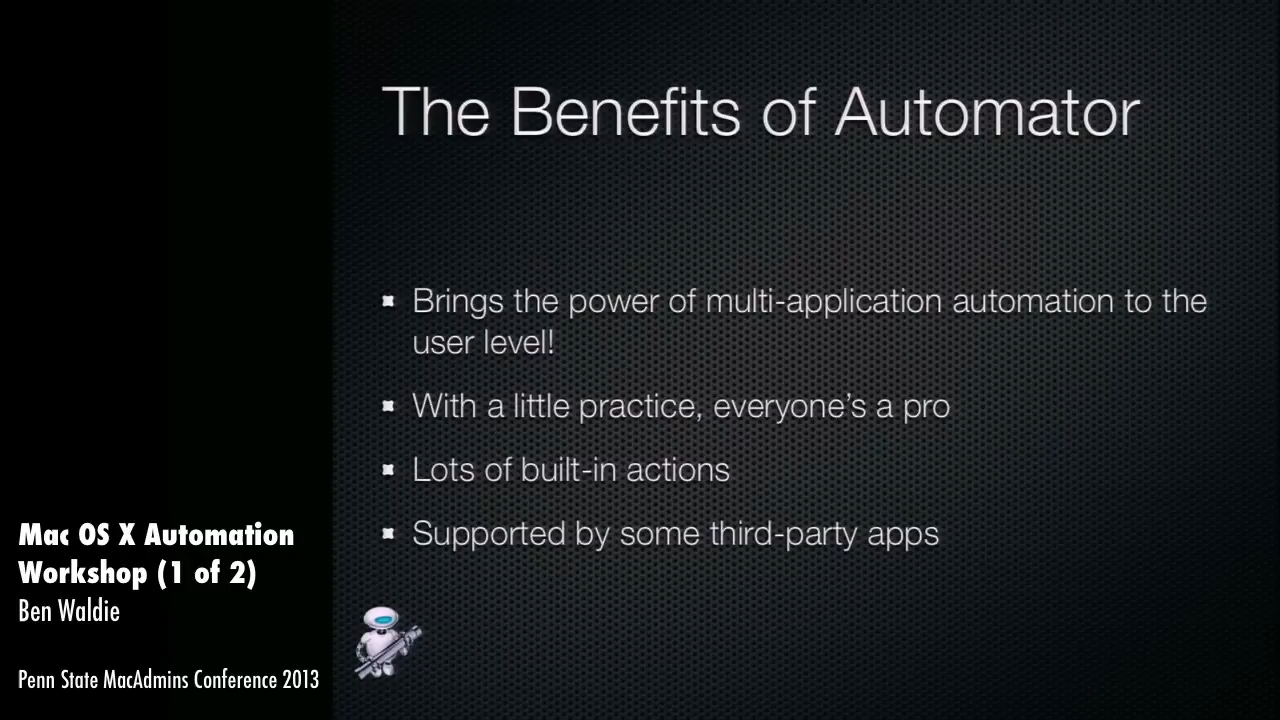 The Benefits of Automator
Brings the power of multi-application automation to the
user level!
With a little practice, everyone’s a pro
Lots of built-in actions
Supported by some third-party apps
Mac OS X Automation
Workshop (1 of 2)
Ben Waldie
Penn State MacAdmins Conference 2013